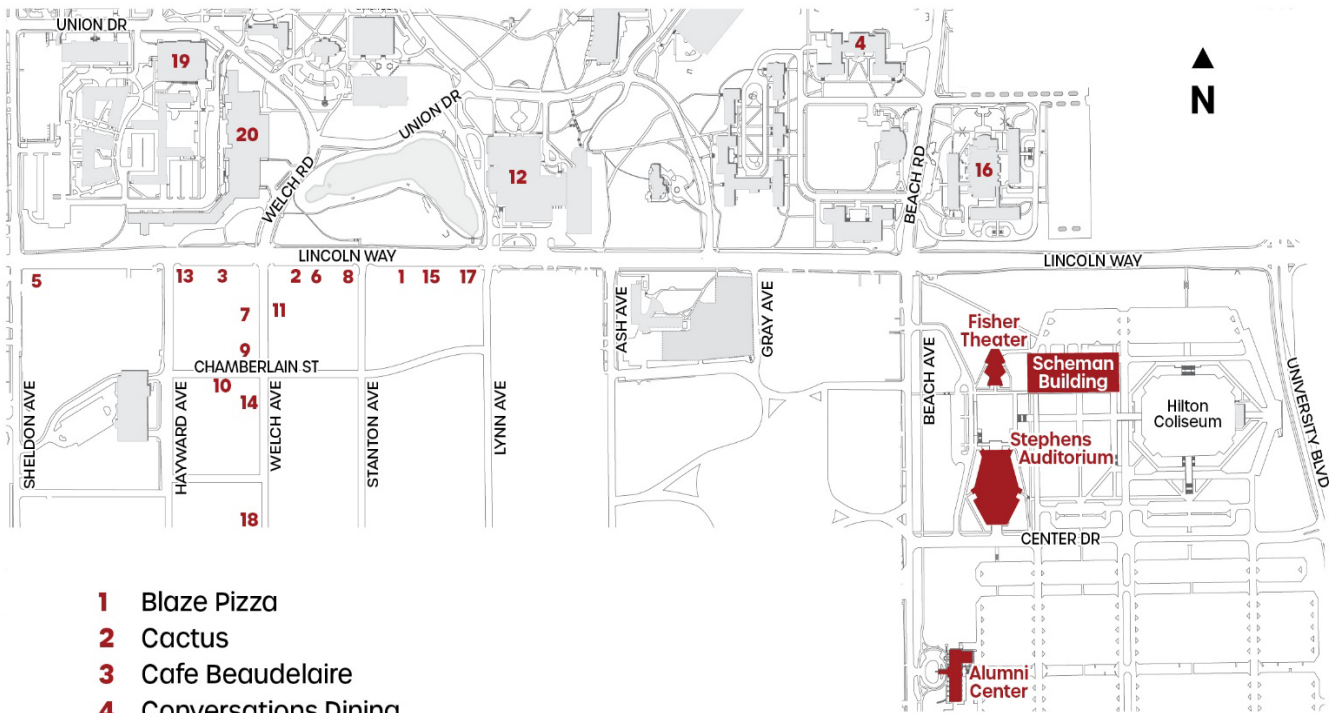 UNION DR
19
4
N
20
UNION DR
12
WELCH RD
BEACH RD
16
LINCOLN WAY
LINCOLN WAY
5
13
3
2
6
8
1
15
17
7
11
9
CHAMBERLAIN ST
10
14
18
SHELDON AVE
HAYWARD AVE
WELCH AVE
STANTON AVE
LYNN AVE
ASH AVE
GRAY AVE
BEACH AVE
UNIVERSITY BLVD
Fisher
Theater
Scheman
Building
Hilton
Coliseum
Stephens
Auditorium
CENTER DR
Alumni
Center
1 Blaze Pizza
2 Cactus
3 Cafe Beaudelaire
4 Conversations Dining